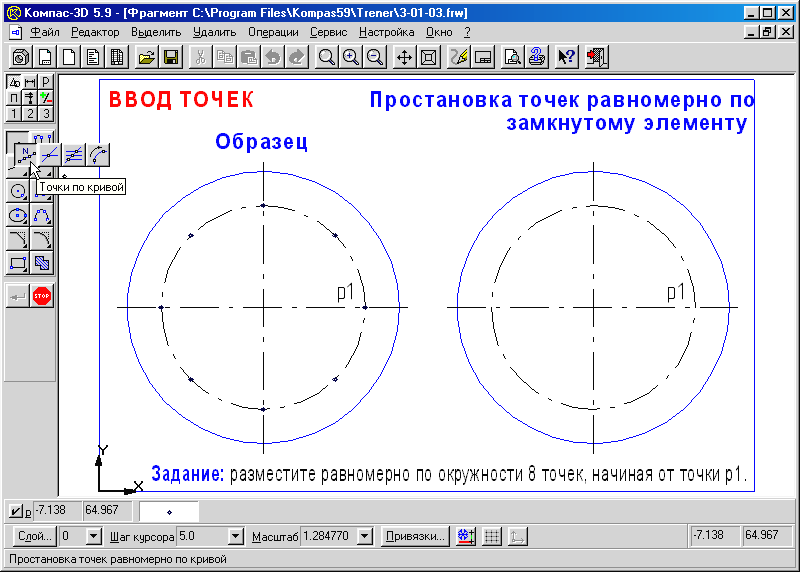 Компас-3D 5.9 - [Фрагмент C:\Program Files\Kompas59\Trener\3-01-03.frw]
Файл Редактор Выделить Удалить Операции Сервис Настройка Окно ?
P
П
1 2 3
ВВОД ТОЧЕК
Простановка точек равномерно по
замкнутому элементу
Образец
N
Точки по кривой
p1
p1
STOP
Y
X
Задание: разместите равномерно по окружности 8 точек, начиная от точки p1.
p -7.138 64.967
Слой... 0 Шаг курсора 5.0 Масштаб 1.284770 Привязки... -7.138 64.967
Простановка точек равномерно по кривой